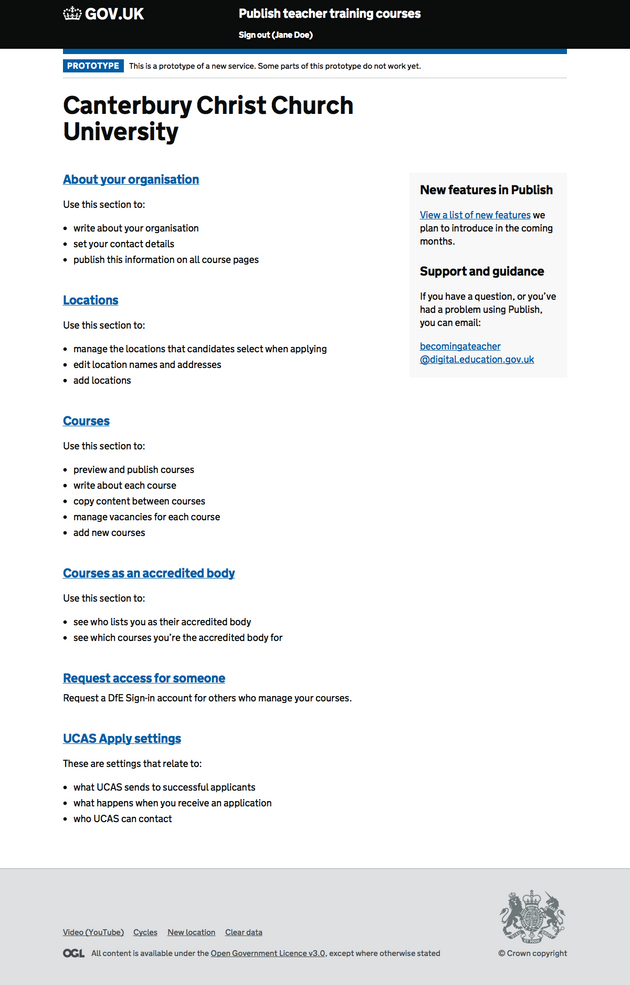 GOV.UK
Publish teacher training courses
Sign out (Jane Doe)
PROTOTYPE This is a prototype of a new service. Some parts of this prototype do not work yet.
Canterbury Christ Church
University
About your organisation
Use this section to:
• write about your organisation
• set your contact details
• publish this information on all course pages
Locations
Use this section to:
• manage the locations that candidates select when applying
• edit location names and addresses
• add locations
Courses
Use this section to:
• preview and publish courses
• write about each course
• copy content between courses
• manage vacancies for each course
• add new courses
Courses as an accredited body
Use this section to:
• see who lists you as their accredited body
• see which courses you're the accredited body for
Request access for someone
Request a DfE Sign-in account for others who manage your courses.
UCAS Apply settings
These are settings that relate to:
• what UCAS sends to successful applicants
• what happens when you receive an application
• who UCAS can contact
New features in Publish
View a list of new features we
plan to introduce in the coming
months.
Support and guidance
If you have a question, or you've
had a problem using Publish,
you can email:
becomingateacher
@digital.education.gov.uk
Video (YouTube) Cycles New location Clear data
OGL All content is available under the Open Government Licence v3.0, except where otherwise stated
© Crown copyright